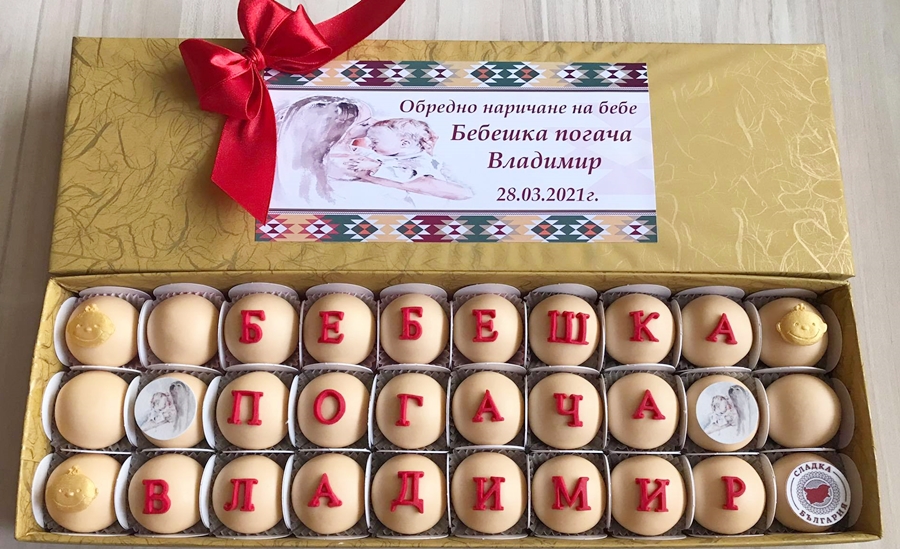 Обредно наричане на бебе
Бебешка погача
Владимир
28.03.2021г.
БЕБЕШКА
ПОГАЧА
ВЛАДИМИР
СЛАДКА
БЪЛГАРИЯ